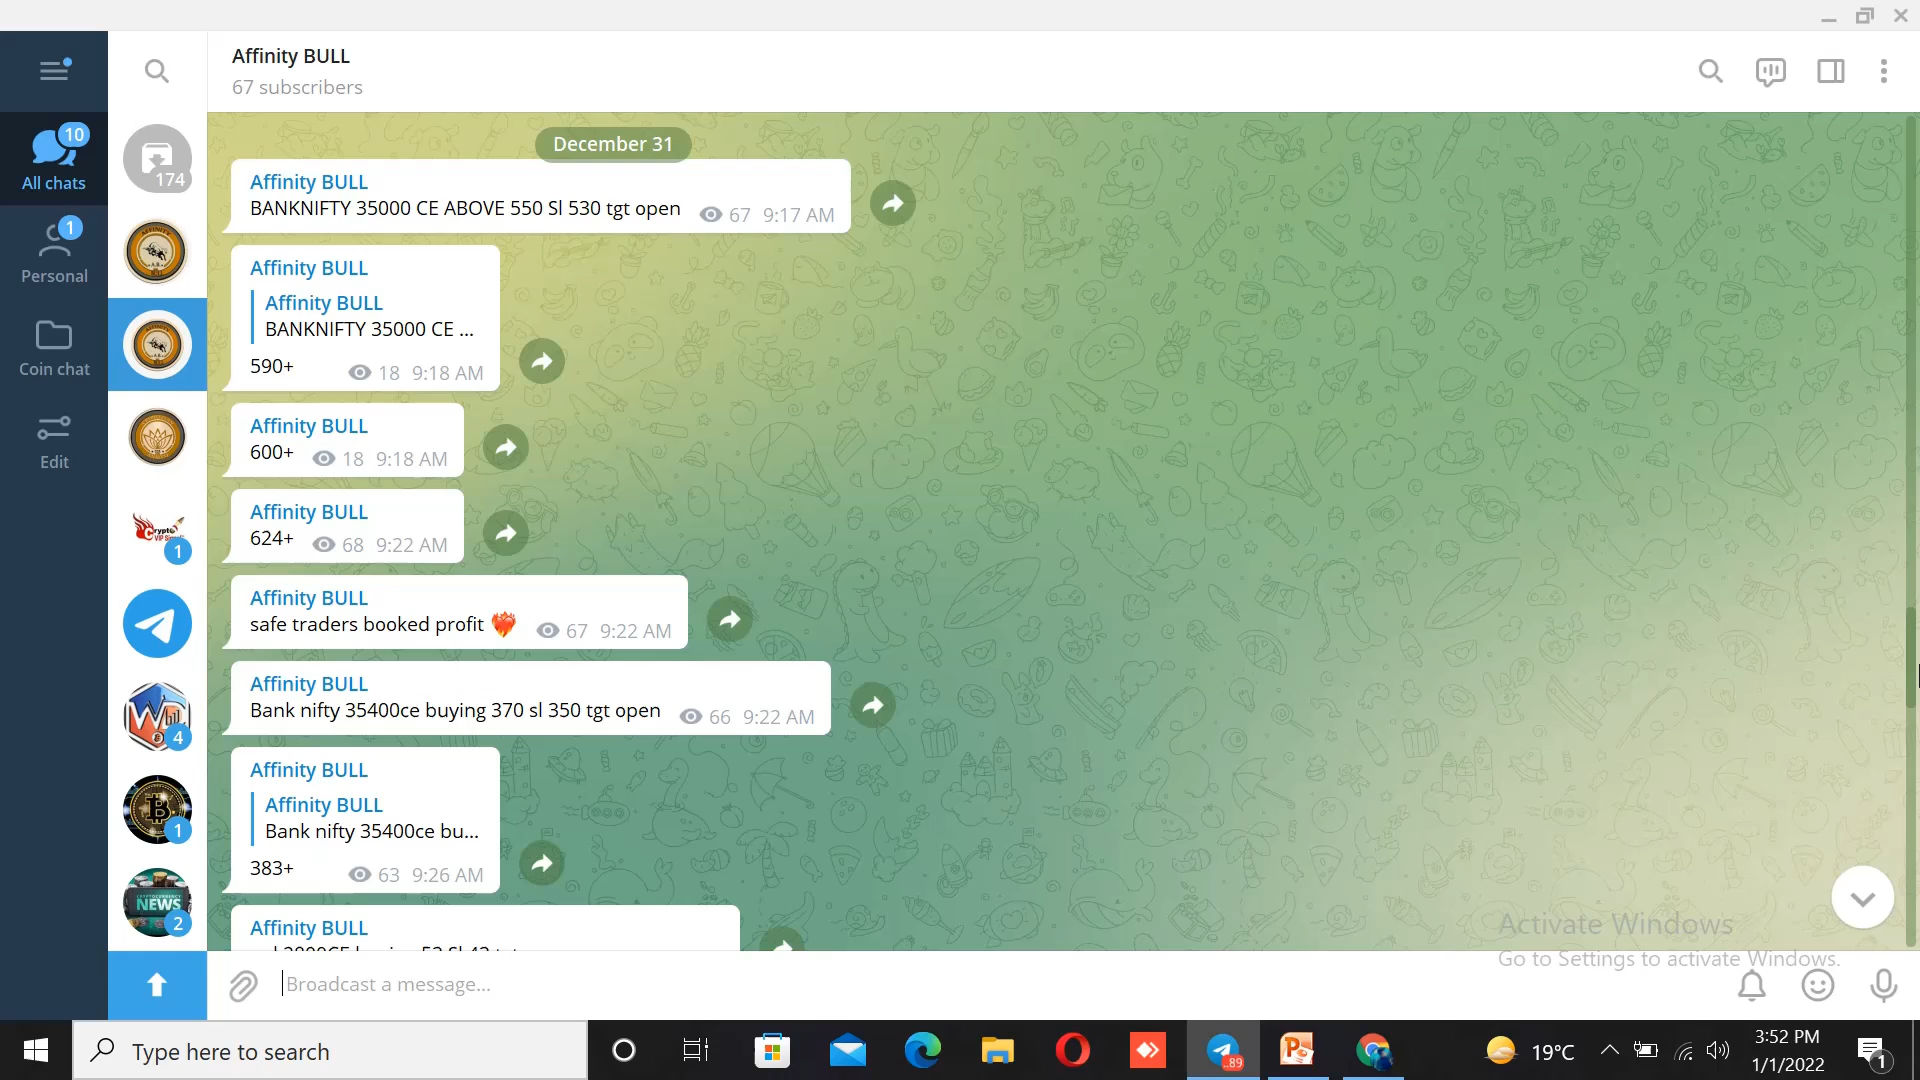 Affinity BULL
67 subscribers
10
All chats
174
1
Personal
Coin chat
Edit
1
4
1
NEWS
2
December 31
Affinity BULL
BANKNIFTY 35000 CE ABOVE 550 Sl 530 tgt open 67 9:17 AM
Affinity BULL
Affinity BULL
BANKNIFTY 35000 CE ...
590+ 18 9:18 AM
Affinity BULL
600+ 18 9:18 AM
Affinity BULL
624+ 68 9:22 AM
Affinity BULL
safe traders booked profit ❤️‍🔥 67 9:22 AM
Affinity BULL
Bank nifty 35400ce buying 370 sl 350 tgt open 66 9:22 AM
Affinity BULL
Affinity BULL
Bank nifty 35400ce bu...
383+ 63 9:26 AM
Affinity BULL
Activate Windows
Go to Settings to activate Windows.
Broadcast a message...
Type here to search
..89
19°C
3:52 PM
1/1/2022
1